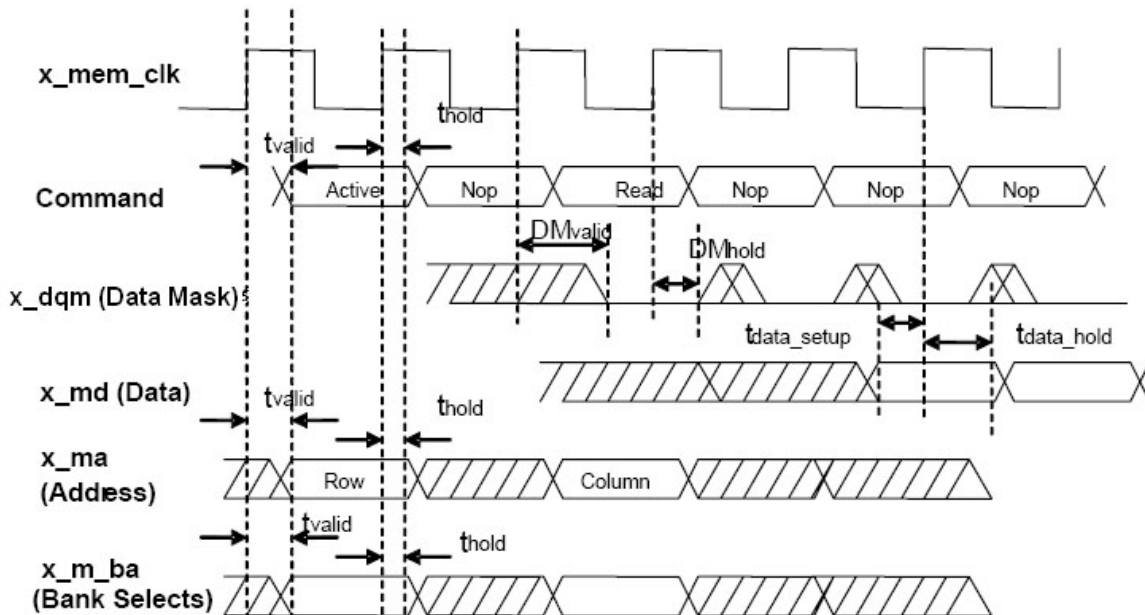 x_mem_clk
thold
tvalid
Command
Active Nop Read Nop Nop Nop
DMvalid
DMhold
x_dqm (Data Mask)
tdata_setup
tdata_hold
x_md (Data)
tvalid
thold
x_ma
(Address)
Row
Column
tvalid
thold
x_m_ba
(Bank Selects)